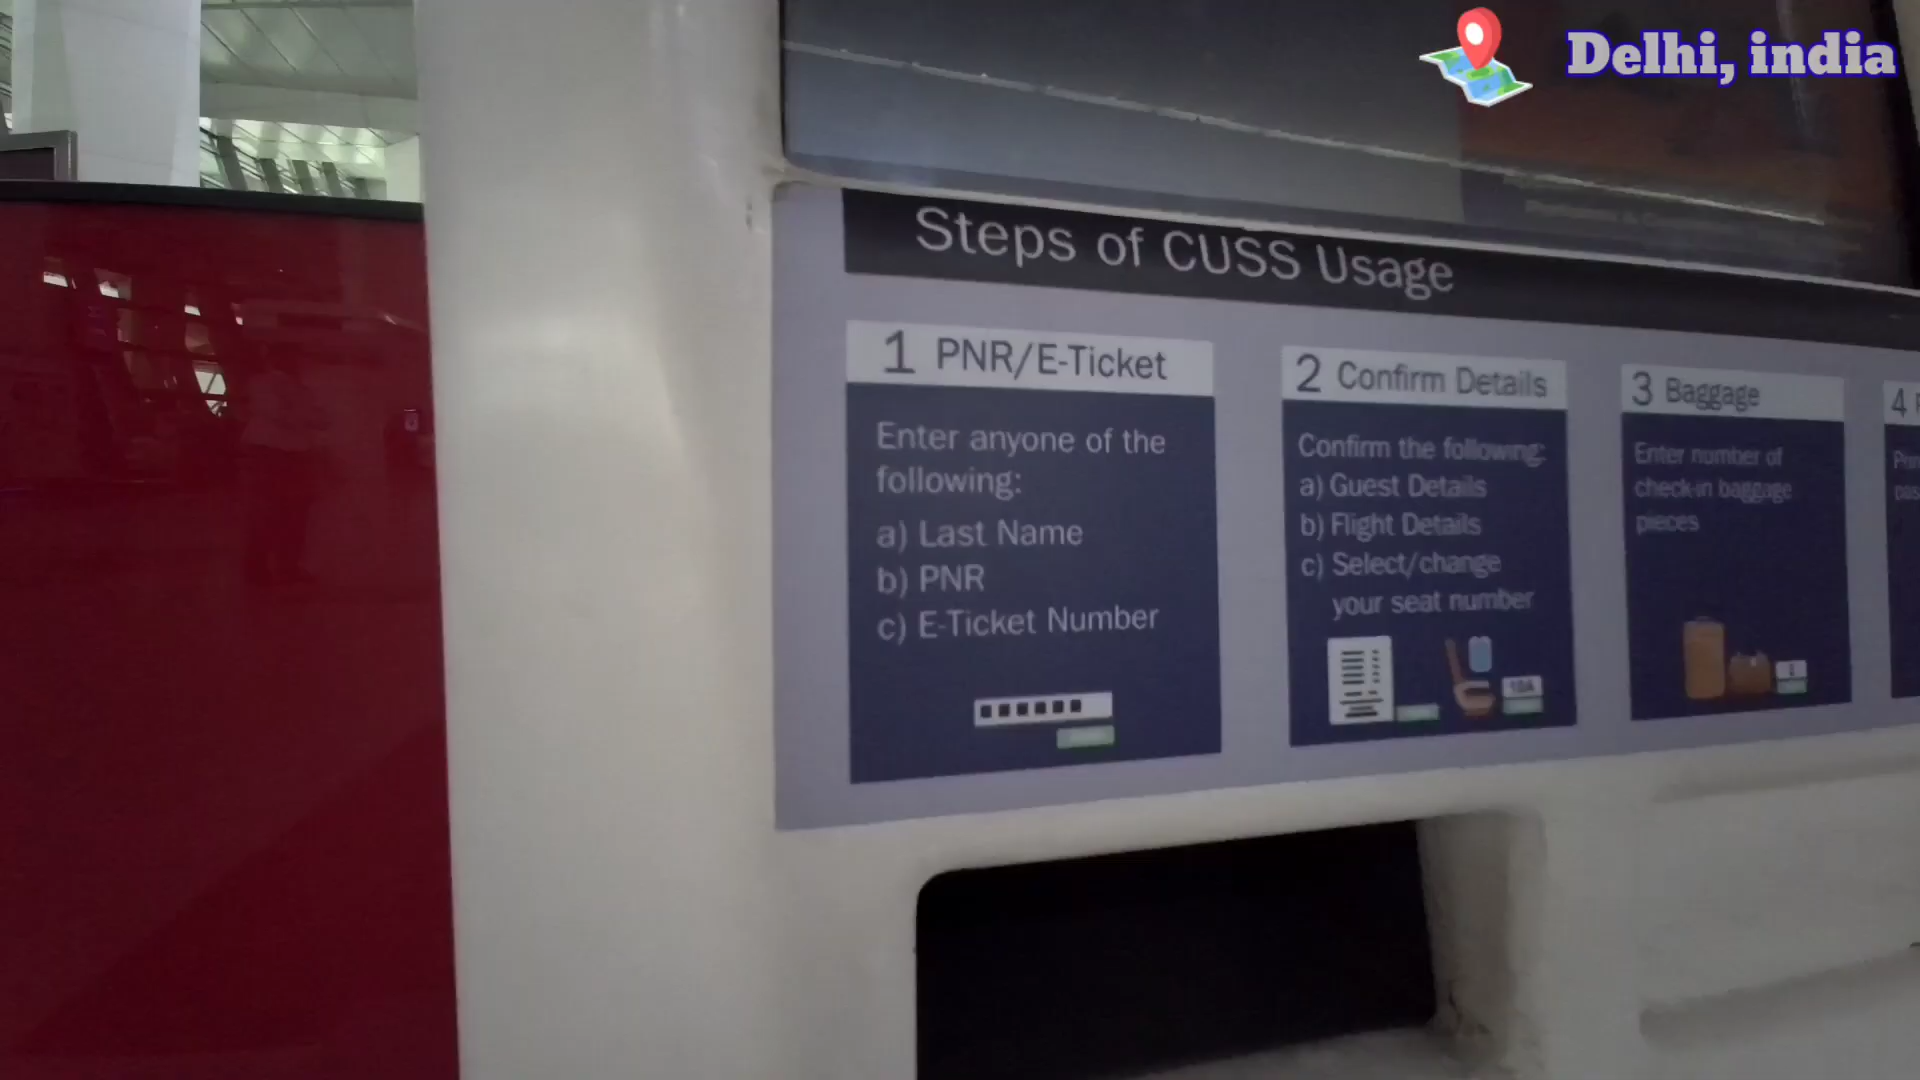 Delhi, india
Steps of CUSS Usage
1 PNR/E-Ticket
Enter anyone of the
following:
a) Last Name
b) PNR
c) E-Ticket Number
2 Confirm Details
Confirm the following:
a) Guest Details
b) Flight Details
c) Select/change
your seat number
10A
3 Baggage
Enter number of
check-in baggage
pieces
4